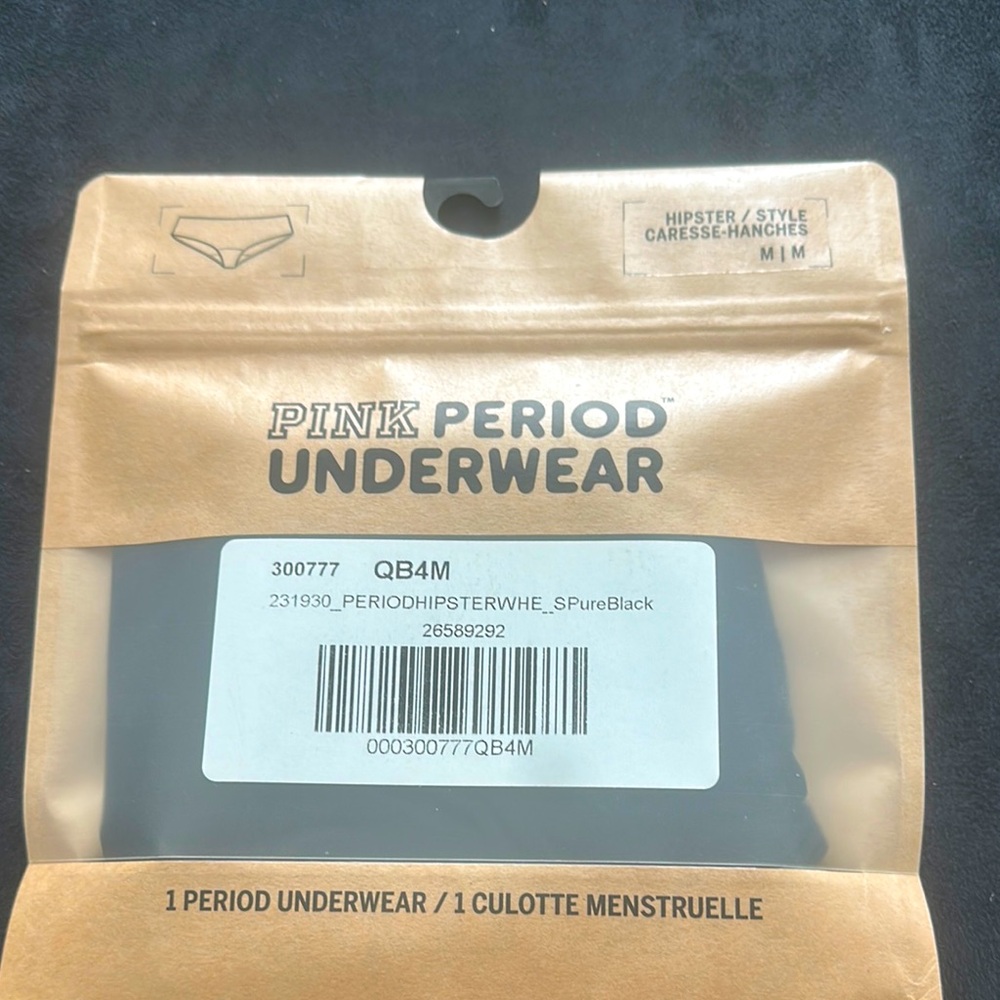 HIPSTER / STYLE
CARESSE-HANCHES
M | M
PINK PERIOD™
UNDERWEAR
300777 QB4M
231930_PERIODHIPSTERWHE_SPureBlack
26589292
000300777QB4M
1 PERIOD UNDERWEAR / 1 CULOTTE MENSTRUELLE